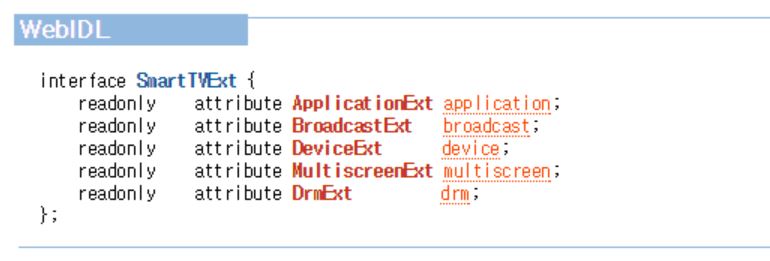 WebIDL
interface SmartTVExt {
readonly attribute ApplicationExt application;
readonly attribute BroadcastExt broadcast;
readonly attribute DeviceExt device;
readonly attribute MultiscreenExt multiscreen;
readonly attribute DrmExt drm;
};